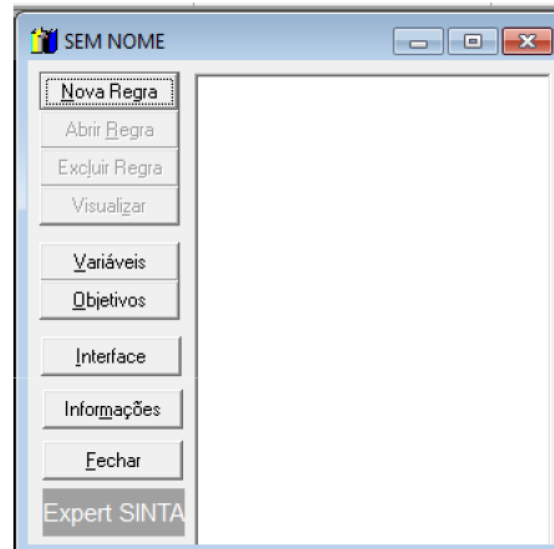 SEM NOME
Nova Regra
Abrir Regra
Excluir Regra
Visualizar
Variáveis
Objetivos
Interface
Informações
Fechar
Expert SINTA